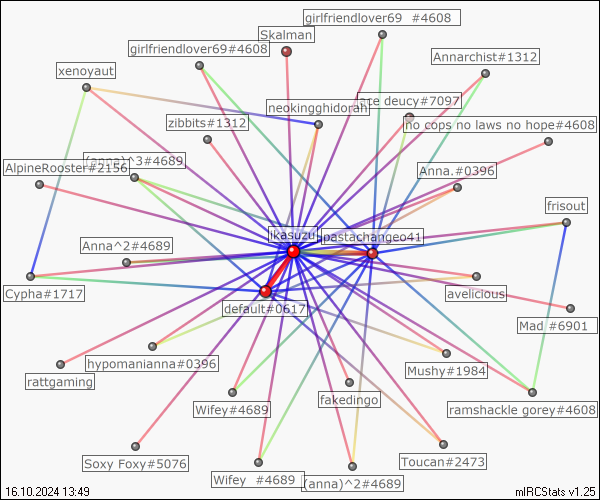 girlfriendlover69 #4608
Skalman
girlfriendlover69#4608
Annarchist#1312
xenoyaut
ace deucy#7097
neokingghidorah
zibbits#1312
no cops no laws no hope#4608
(anna)^3#4689
AlpineRooster#2156
Anna.#0396
frisout
ikasuzu
pastachangeo41
Anna^2#4689
Cypha#1717
avelicious
default#0617
Mad #6901
hypomanianna#0396
Mushy#1984
rattgaming
fakedingo
Wifey#4689
ramshackle gorey#4608
Soxy Foxy#5076
Toucan#2473
Wifey #4689
(anna)^2#4689
16.10.2024 13:49
mIRCStats v1.25